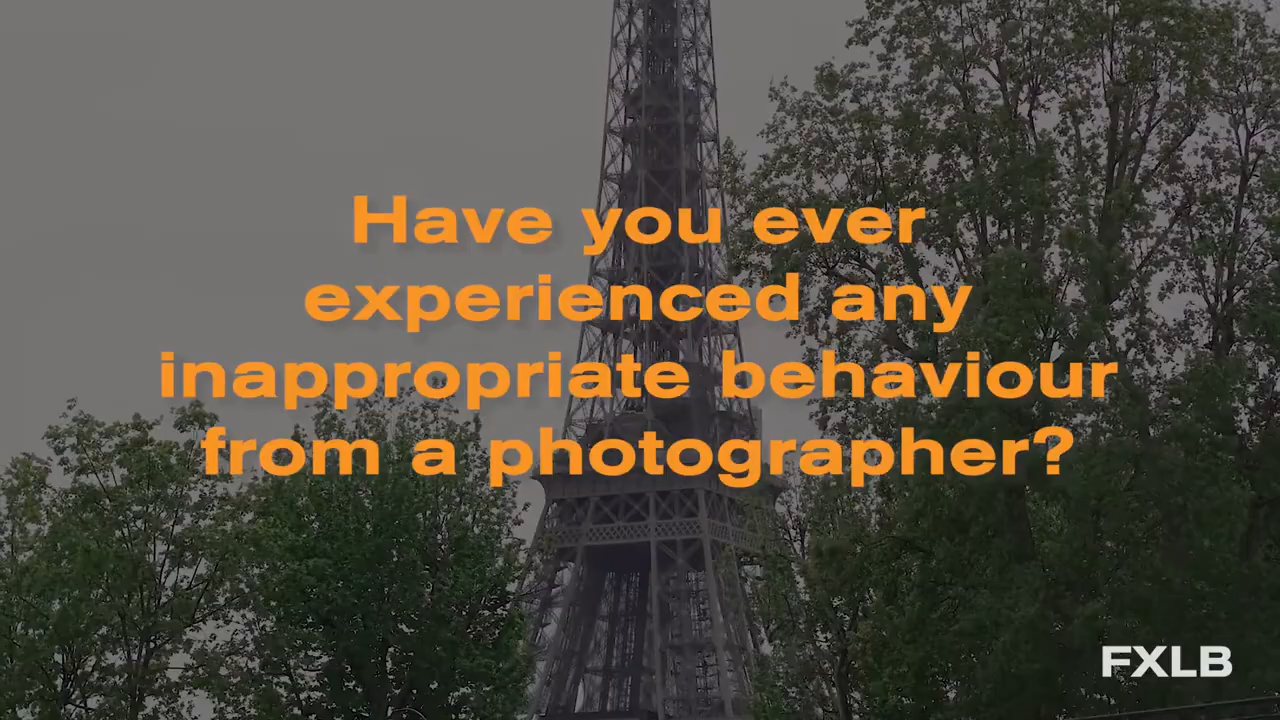 Have you ever
experienced any
inappropriate behaviour
from a photographer?
FXLB